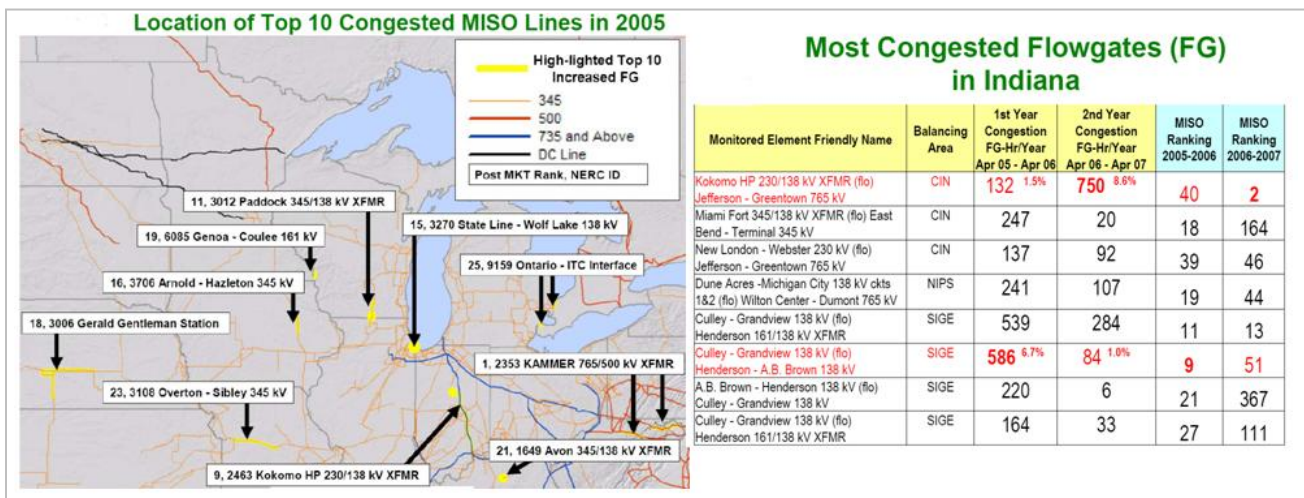 Location of Top 10 Congested MISO Lines in 2005
High-lighted Top 10
Increased FG
345
500
735 and Above
DC Line
Post MKT Rank, NERC ID
11, 3012 Paddock 345/138 kV XFMR
15, 3270 State Line - Wolf Lake 138 kV
19, 6085 Genoa - Coulee 161 kV
25, 9159 Ontario - ITC Interface
16, 3706 Arnold - Hazleton 345 kV
18, 3006 Gerald Gentleman Station
1, 2353 KAMMER 765/500 kV XFMR
23, 3108 Overton - Sibley 345 kV
21, 1649 Avon 345/138 kV XFMR
9, 2463 Kokomo HP 230/138 kV XFMR
Most Congested Flowgates (FG)
in Indiana
Monitored Element Friendly Name
Balancing
Area
1st Year
Congestion
FG-Hr/Year
Apr 05 - Apr 06
2nd Year
Congestion
FG-Hr/Year
Apr 06 - Apr 07
MISO
Ranking
2005-2006
MISO
Ranking
2006-2007
Kokomo HP 230/138 kV XFMR (flo)
Jefferson - Greentown 765 kV
CIN
132 1.5%
750 8.6%
40
2
Miami Fort 345/138 kV XFMR (flo) East
Bend - Terminal 345 kV
CIN
247
20
18
164
New London - Webster 230 kV (flo)
Jefferson - Greentown 765 kV
CIN
137
92
39
46
Dune Acres -Michigan City 138 kV ckts
1&2 (flo) Wilton Center - Dumont 765 kV
NIPS
241
107
19
44
Culley - Grandview 138 kV (flo)
Henderson 161/138 kV XFMR
SIGE
539
284
11
13
Culley - Grandview 138 kV (flo)
Henderson - A.B. Brown 138 kV
SIGE
586 6.7%
84 1.0%
9
51
A.B. Brown - Henderson 138 kV (flo)
Culley - Grandview 138 kV
SIGE
220
6
21
367
Culley - Grandview 138 kV (flo)
Henderson 161/138 kV XFMR
SIGE
164
33
27
111